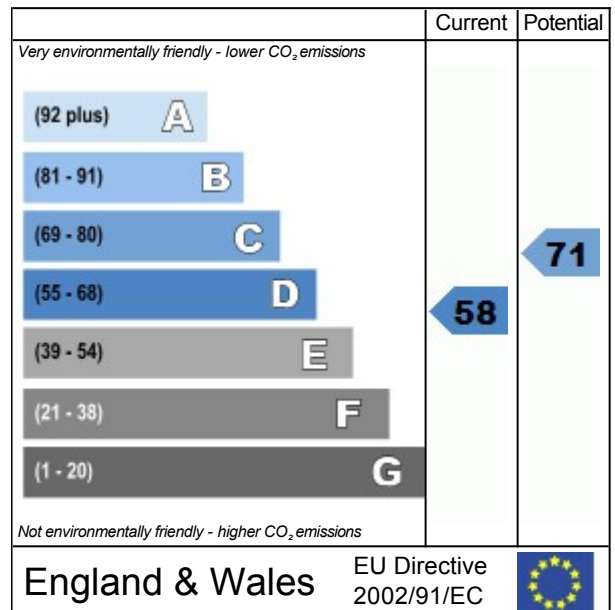 Current Potential
Very environmentally friendly - lower CO₂ emissions
(92 plus) A
(81 - 91) B
(69 - 80) C
71
(55 - 68) D
58
(39 - 54) E
(21 - 38) F
(1 - 20) G
Not environmentally friendly - higher CO₂ emissions
England & Wales
EU Directive
2002/91/EC